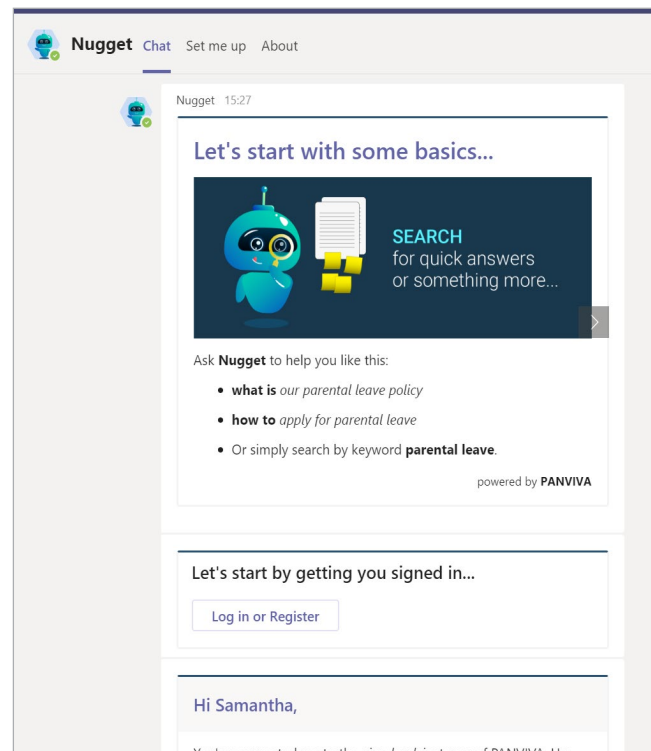 Nugget Chat Set me up About
Nugget 15:27
Let's start with some basics...
SEARCH
for quick answers
or something more...
Ask Nugget to help you like this:
• what is our parental leave policy
• how to apply for parental leave
• Or simply search by keyword parental leave.
powered by PANVIVA
Let's start by getting you signed in...
Log in or Register
Hi Samantha,